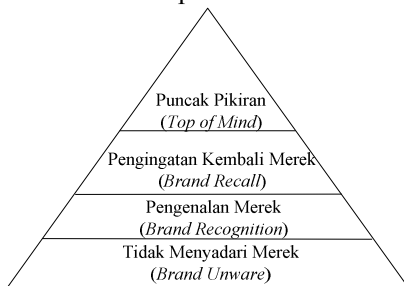 Puncak Pikiran
(Top of Mind)
Pengingatan Kembali Merek
(Brand Recall)
Pengenalan Merek
(Brand Recognition)
Tidak Menyadari Merek
(Brand Unware)